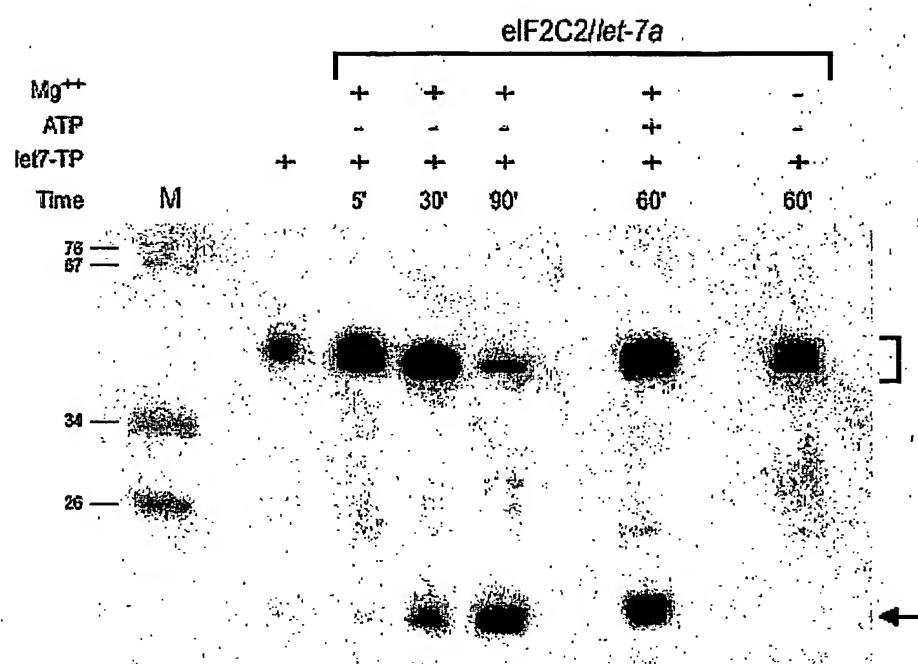 eIF2C2/let-7a
Mg++ + + + + -
ATP - - - + -
let7-TP + + + + + +
Time M 5' 30' 90' 60' 60'
76
67
34
26